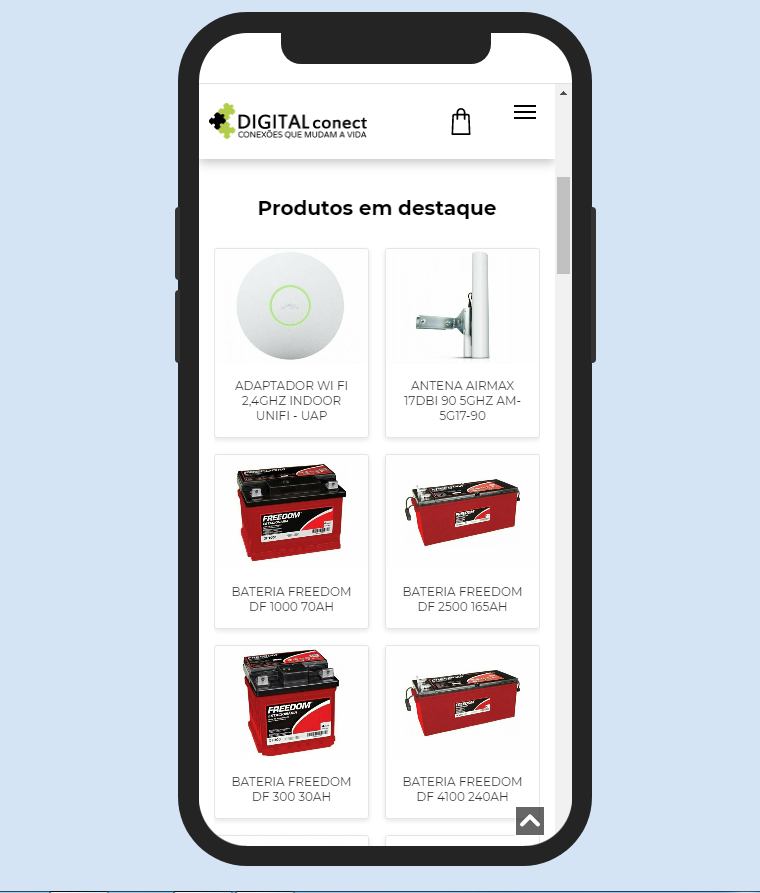 DIGITAL conect
CONEXÕES QUE MUDAM A VIDA
Produtos em destaque
ADAPTADOR WI FI
2,4GHZ INDOOR
UNIFI - UAP
ANTENA AIRMAX
17DBI 90 5GHZ AM-
5G17-90
FREEDOM
BATERIA FREEDOM
DF 1000 70AH
FREEDOM
BATERIA FREEDOM
DF 2500 165AH
FREEDOM
BATERIA FREEDOM
DF 300 30AH
FREEDOM
BATERIA FREEDOM
DF 4100 240AH